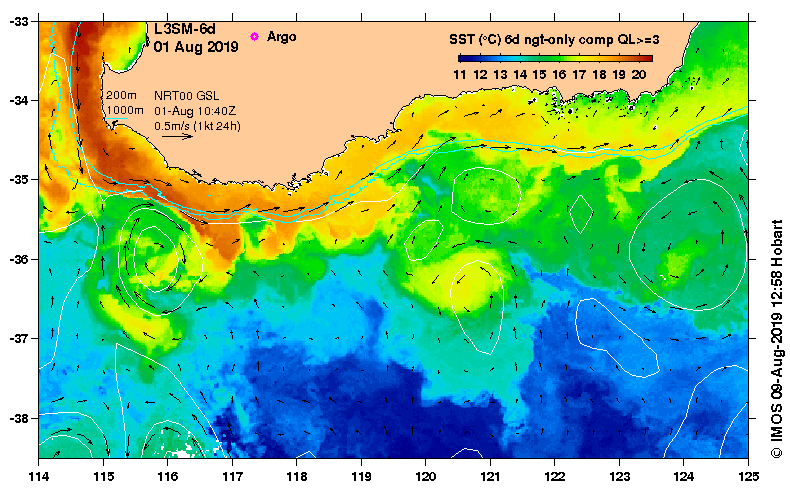 L3SM-6d
01 Aug 2019
Argo
SST (°C) 6d ngt-only comp QL>=3
11 12 13 14 15 16 17 18 19 20
200m
1000m
NRT00 GSL
01-Aug 10:40Z
0.5m/s (1kt 24h)
-33
-34
-35
-36
-37
-38
114 115 116 117 118 119 120 121 122 123 124 125
© IMOS 09-Aug-2019 12:58 Hobart